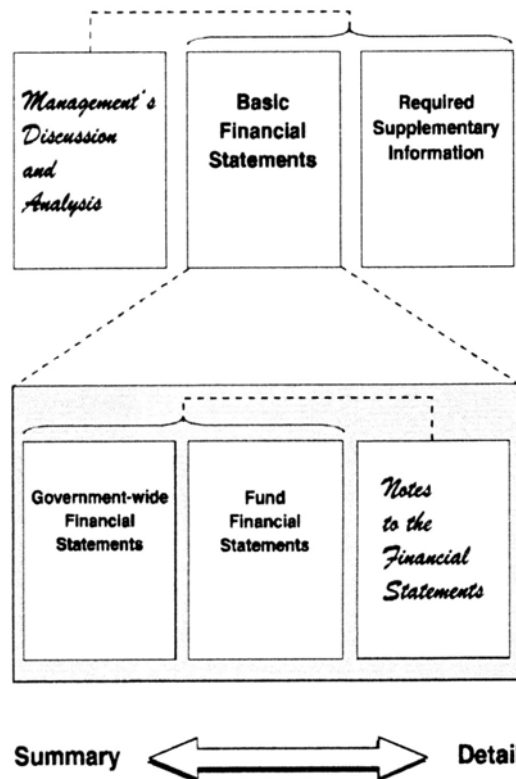 Management's
Discussion
and
Analysis
Basic
Financial
Statements
Required
Supplementary
Information
Government-wide
Financial
Statements
Fund
Financial
Statements
Notes
to the
Financial
Statements
Summary
Detail